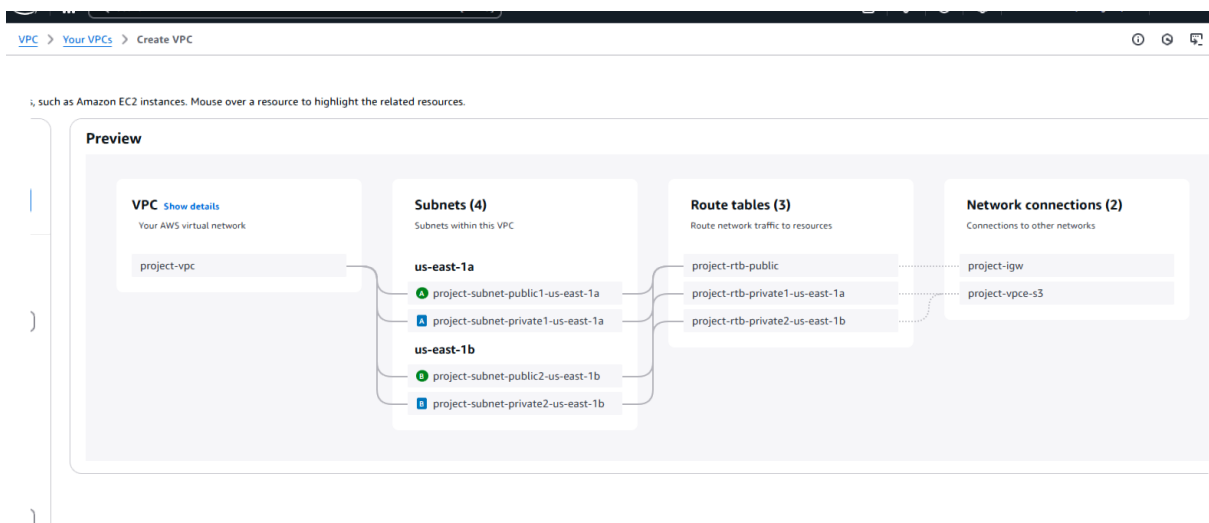 VPC > Your VPCs > Create VPC
, such as Amazon EC2 instances. Mouse over a resource to highlight the related resources.
Preview
VPC Show details
Your AWS virtual network
project-vpc
Subnets (4)
Subnets within this VPC
us-east-1a
A project-subnet-public1-us-east-1a
A project-subnet-private1-us-east-1a
us-east-1b
B project-subnet-public2-us-east-1b
B project-subnet-private2-us-east-1b
Route tables (3)
Route network traffic to resources
project-rtb-public
project-rtb-private1-us-east-1a
project-rtb-private2-us-east-1b
Network connections (2)
Connections to other networks
project-igw
project-vpce-s3